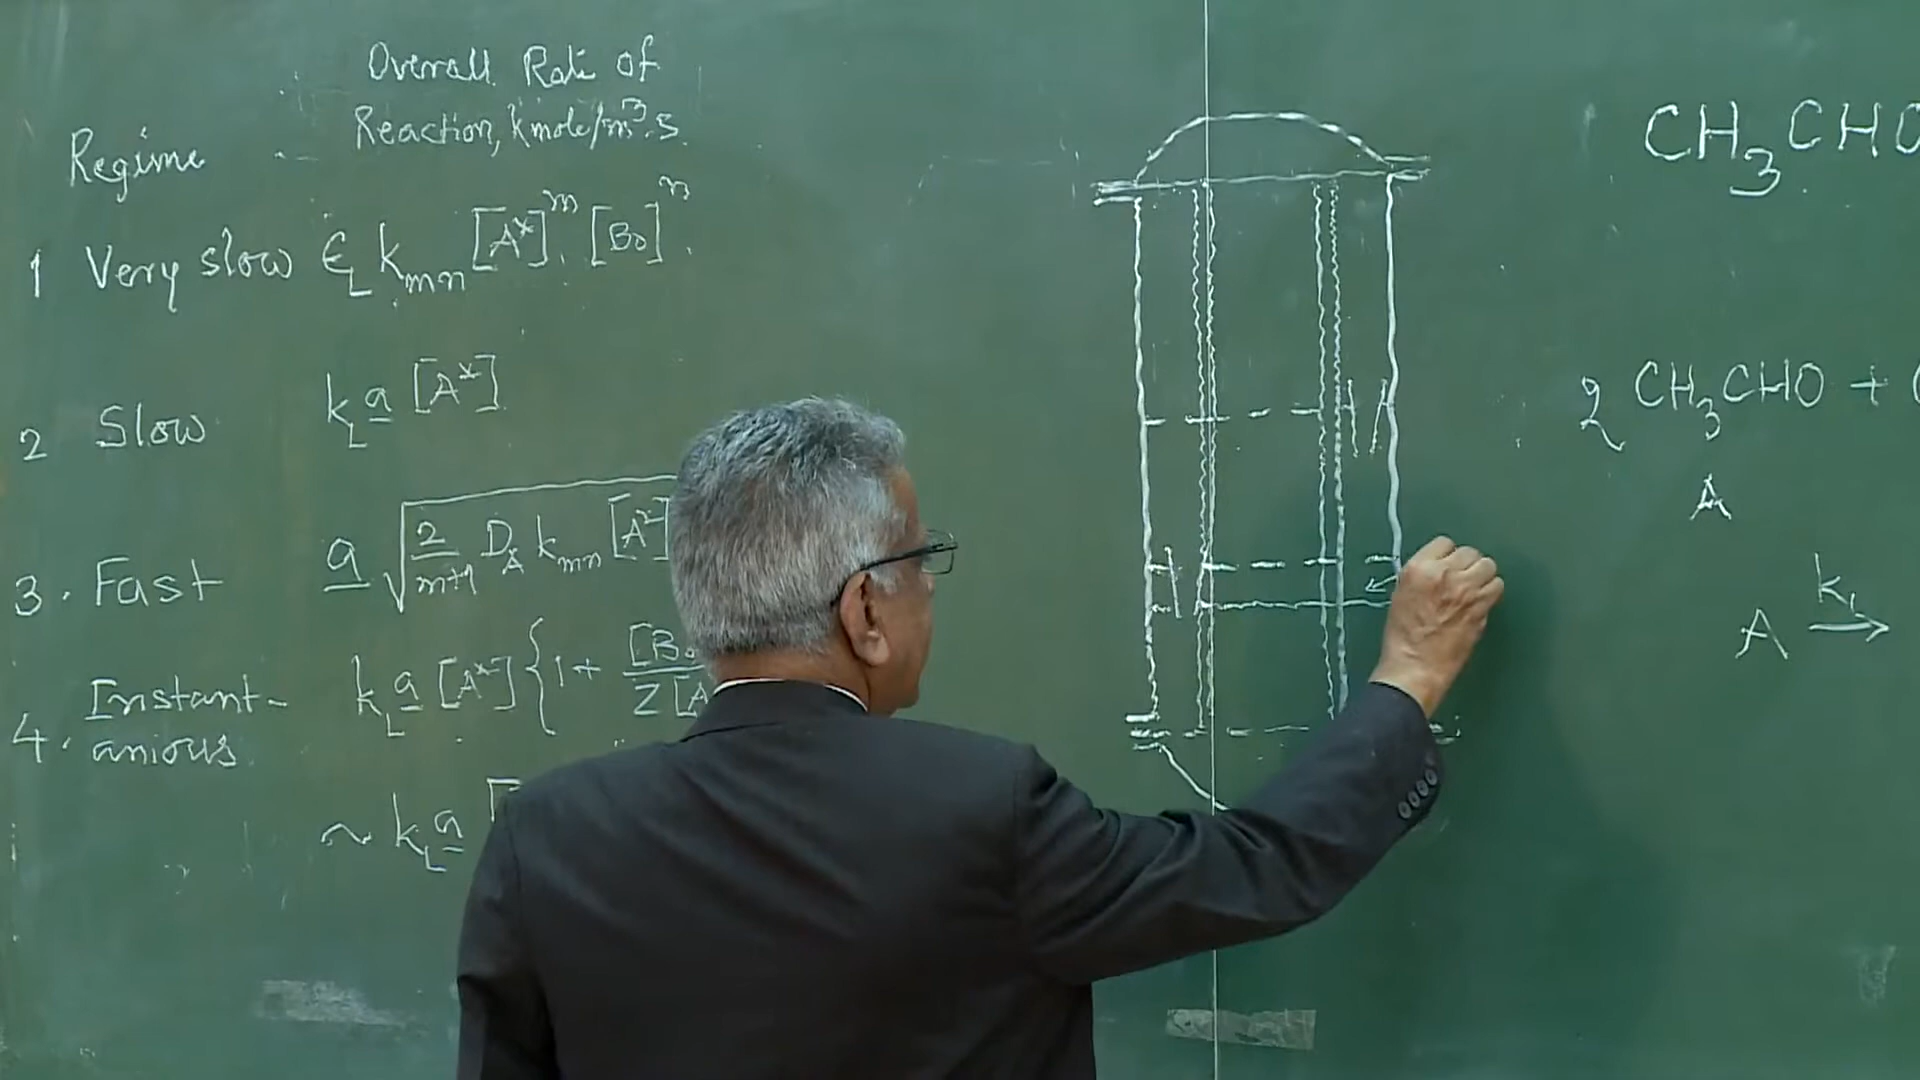 Overall Rate of
Reaction, kmole/m³.s
Regime
1 Very slow ϵ_L k_mn [A*]^m [B₀]^n
2 Slow k_L a [A*]
3. Fast a √(2/(m+1) D_A k_mn [A
4. Instant-
anious k_L a [A*] { 1 + [B₀ / Z[A
~ k_L a [
CH₃CHO
2 CH₃CHO +
A
A k₁ →